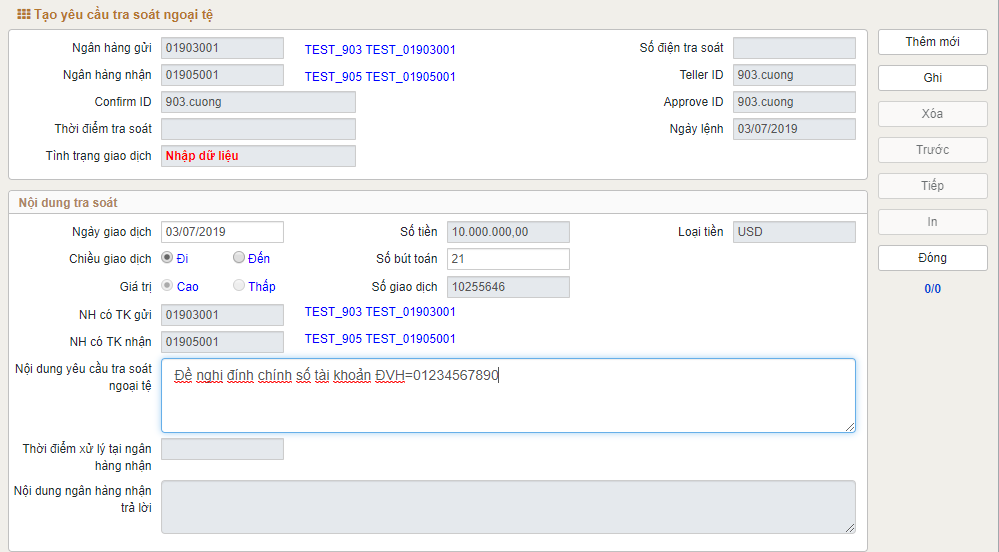 Tạo yêu cầu tra soát ngoại tệ
Ngân hàng gửi 01903001 TEST_903 TEST_01903001 Số điện tra soát
Ngân hàng nhận 01905001 TEST_905 TEST_01905001 Teller ID 903.cuong
Confirm ID 903.cuong Approve ID 903.cuong
Thời điểm tra soát Ngày lệnh 03/07/2019
Tình trạng giao dịch Nhập dữ liệu
Thêm mới
Ghi
Xóa
Trước
Tiếp
In
Đóng
0/0
Nội dung tra soát
Ngày giao dịch 03/07/2019 Số tiền 10.000.000,00 Loại tiền USD
Chiều giao dịch Đi Đến Số bút toán 21
Giá trị Cao Thấp Số giao dịch 10255646
NH có TK gửi 01903001 TEST_903 TEST_01903001
NH có TK nhận 01905001 TEST_905 TEST_01905001
Nội dung yêu cầu tra soát
ngoại tệ
Đề nghị đính chính số tài khoản ĐVH=01234567890
Thời điểm xử lý tại ngân
hàng nhận
Nội dung ngân hàng nhận
trả lời